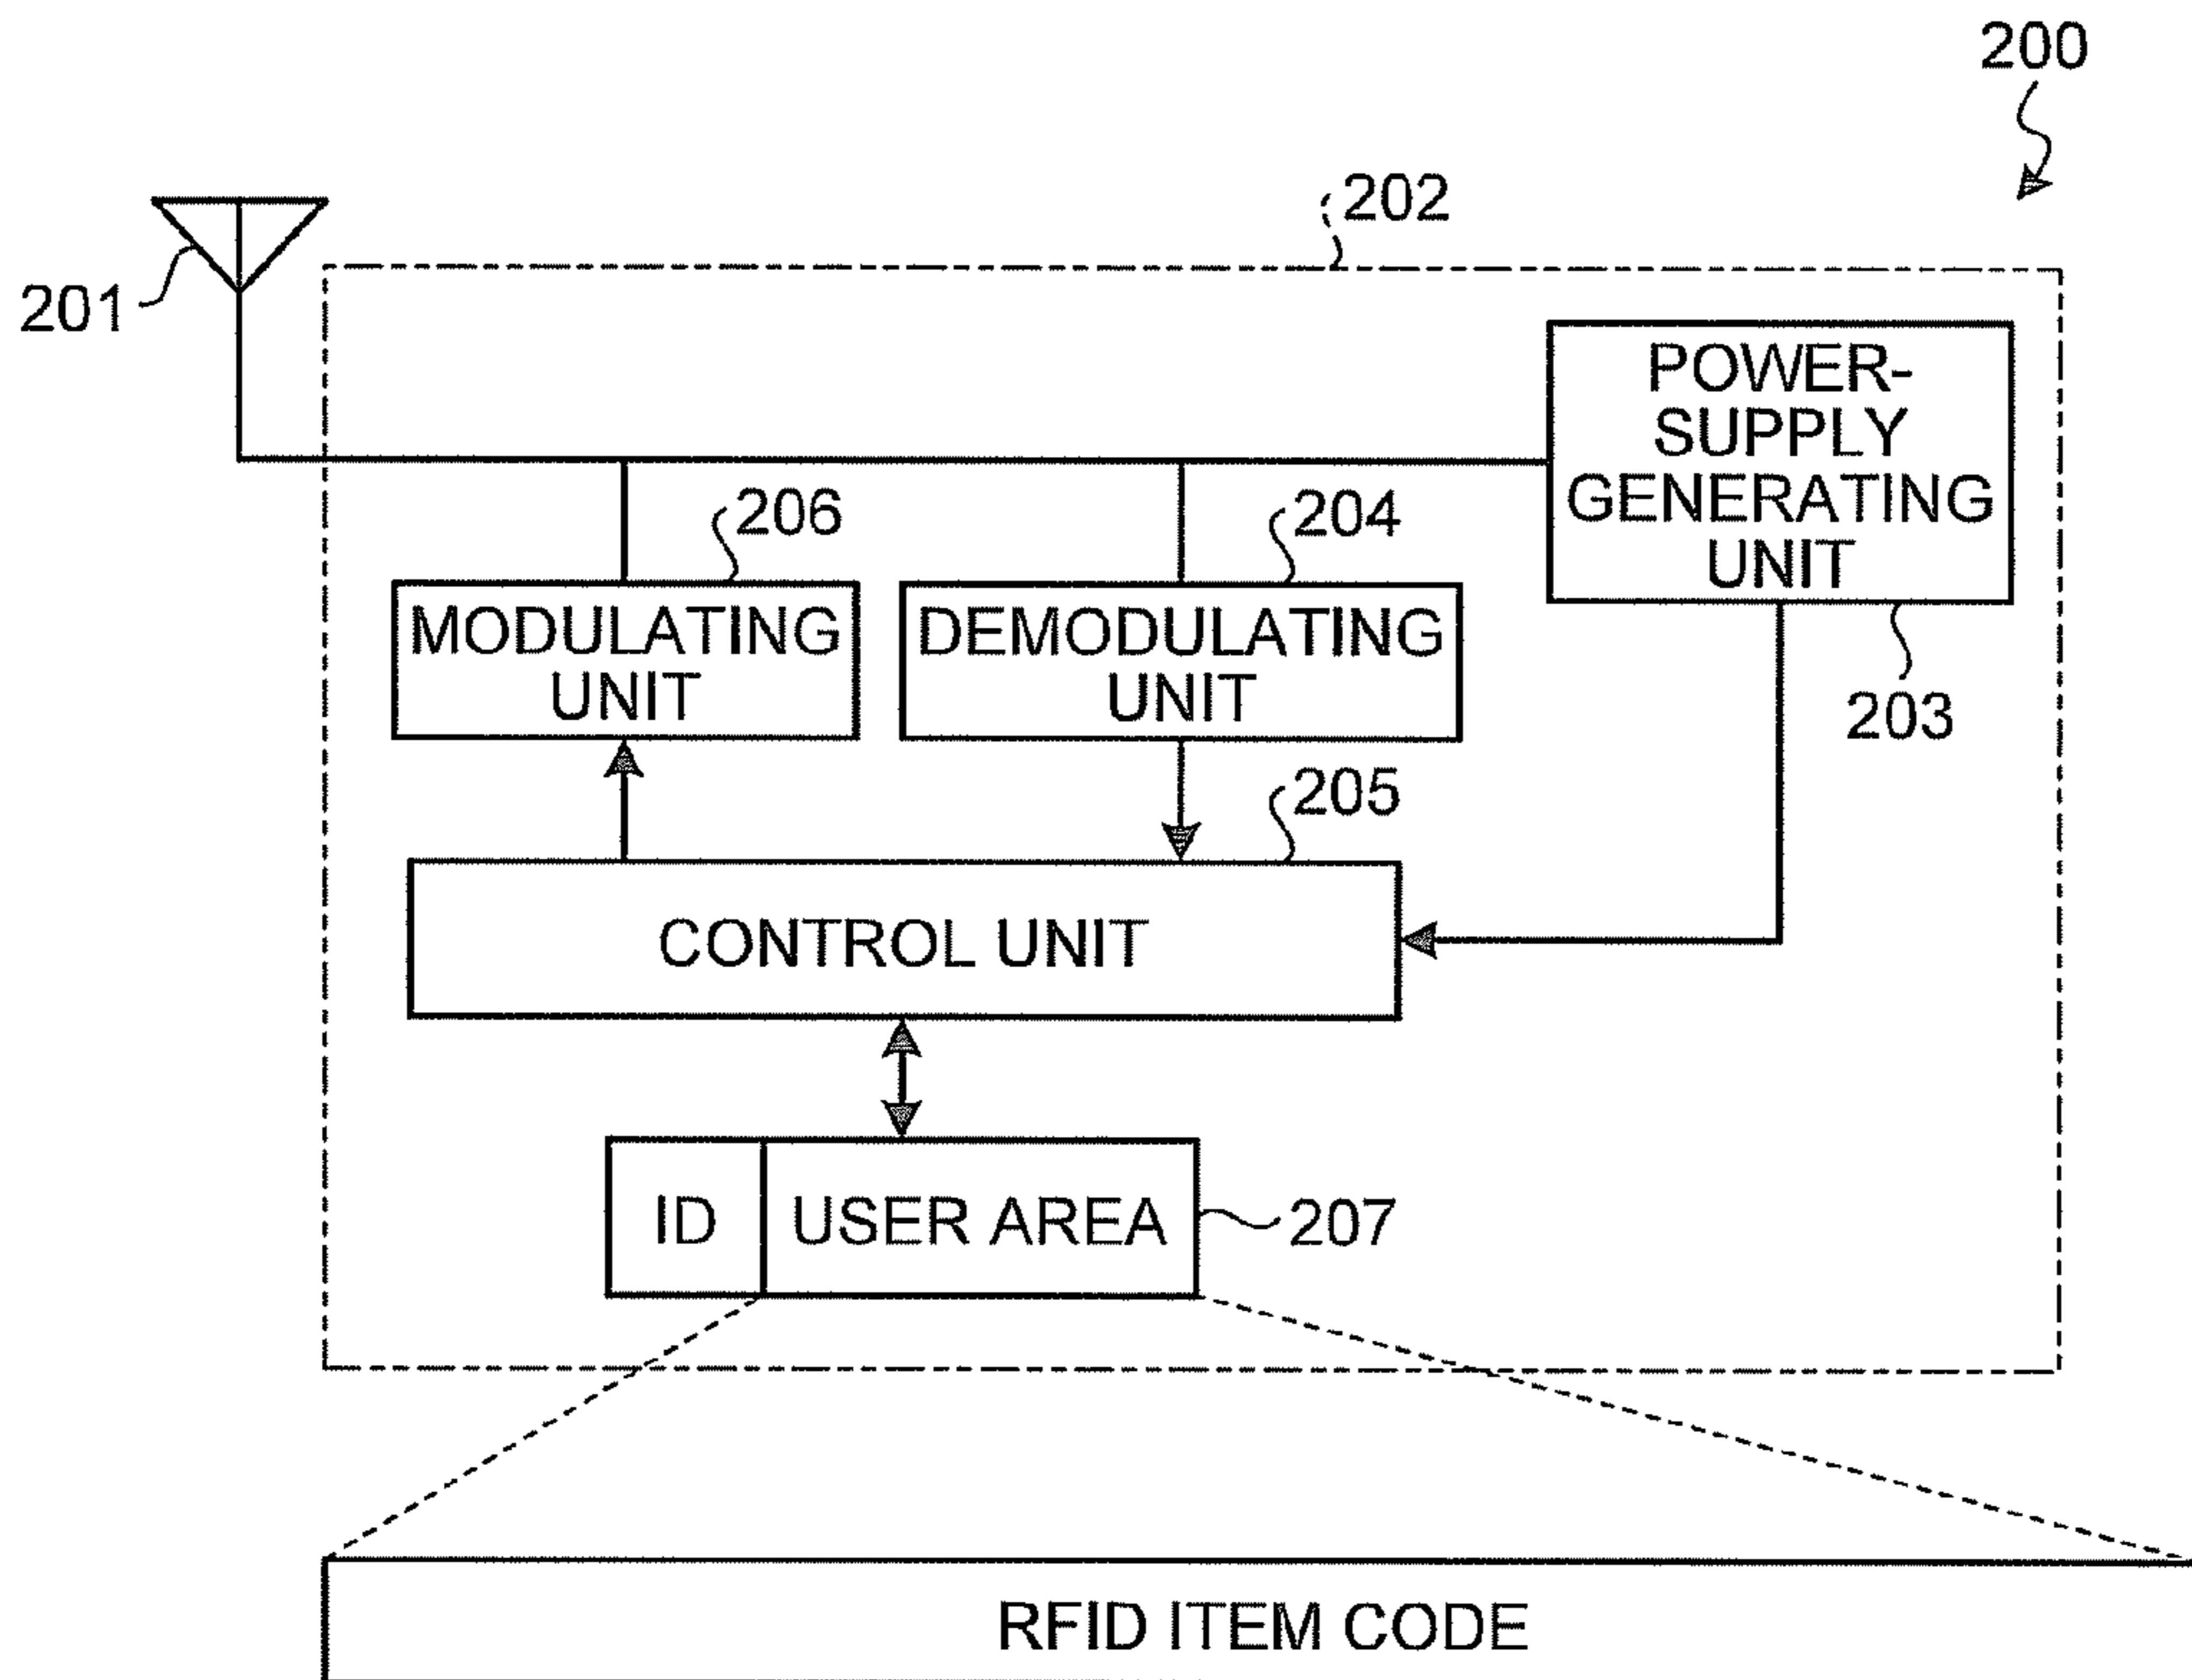 200
202
201
POWER-
SUPPLY
GENERATING
UNIT
206
204
MODULATING
UNIT
DEMODULATING
UNIT
203
205
CONTROL UNIT
ID
USER AREA
207
RFID ITEM CODE